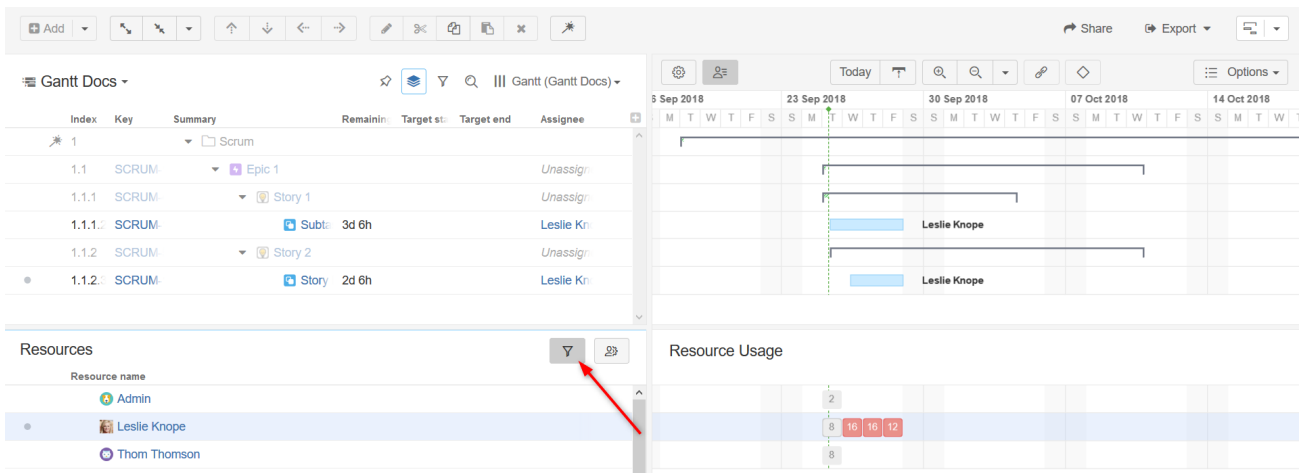 Add
Share
Export
Gantt Docs
Gantt (Gantt Docs)
Today
Options
Sep 2018 23 Sep 2018 30 Sep 2018 07 Oct 2018 14 Oct 2018
Index Key Summary Remaining Target sta Target end Assignee
M T W T F S S M T W T F S S M T W T F S S M T W T F S S M T W
1 Scrum
1.1 SCRUM- Epic 1 Unassign
1.1.1 SCRUM- Story 1 Unassign
1.1.1. SCRUM- Subta 3d 6h Leslie Kn
Leslie Knope
1.1.2 SCRUM- Story 2 Unassign
1.1.2. SCRUM- Story 2d 6h Leslie Kn
Leslie Knope
Resources
Resource Usage
Resource name
Admin 2
Leslie Knope 8 16 16 12
Thom Thomson 8